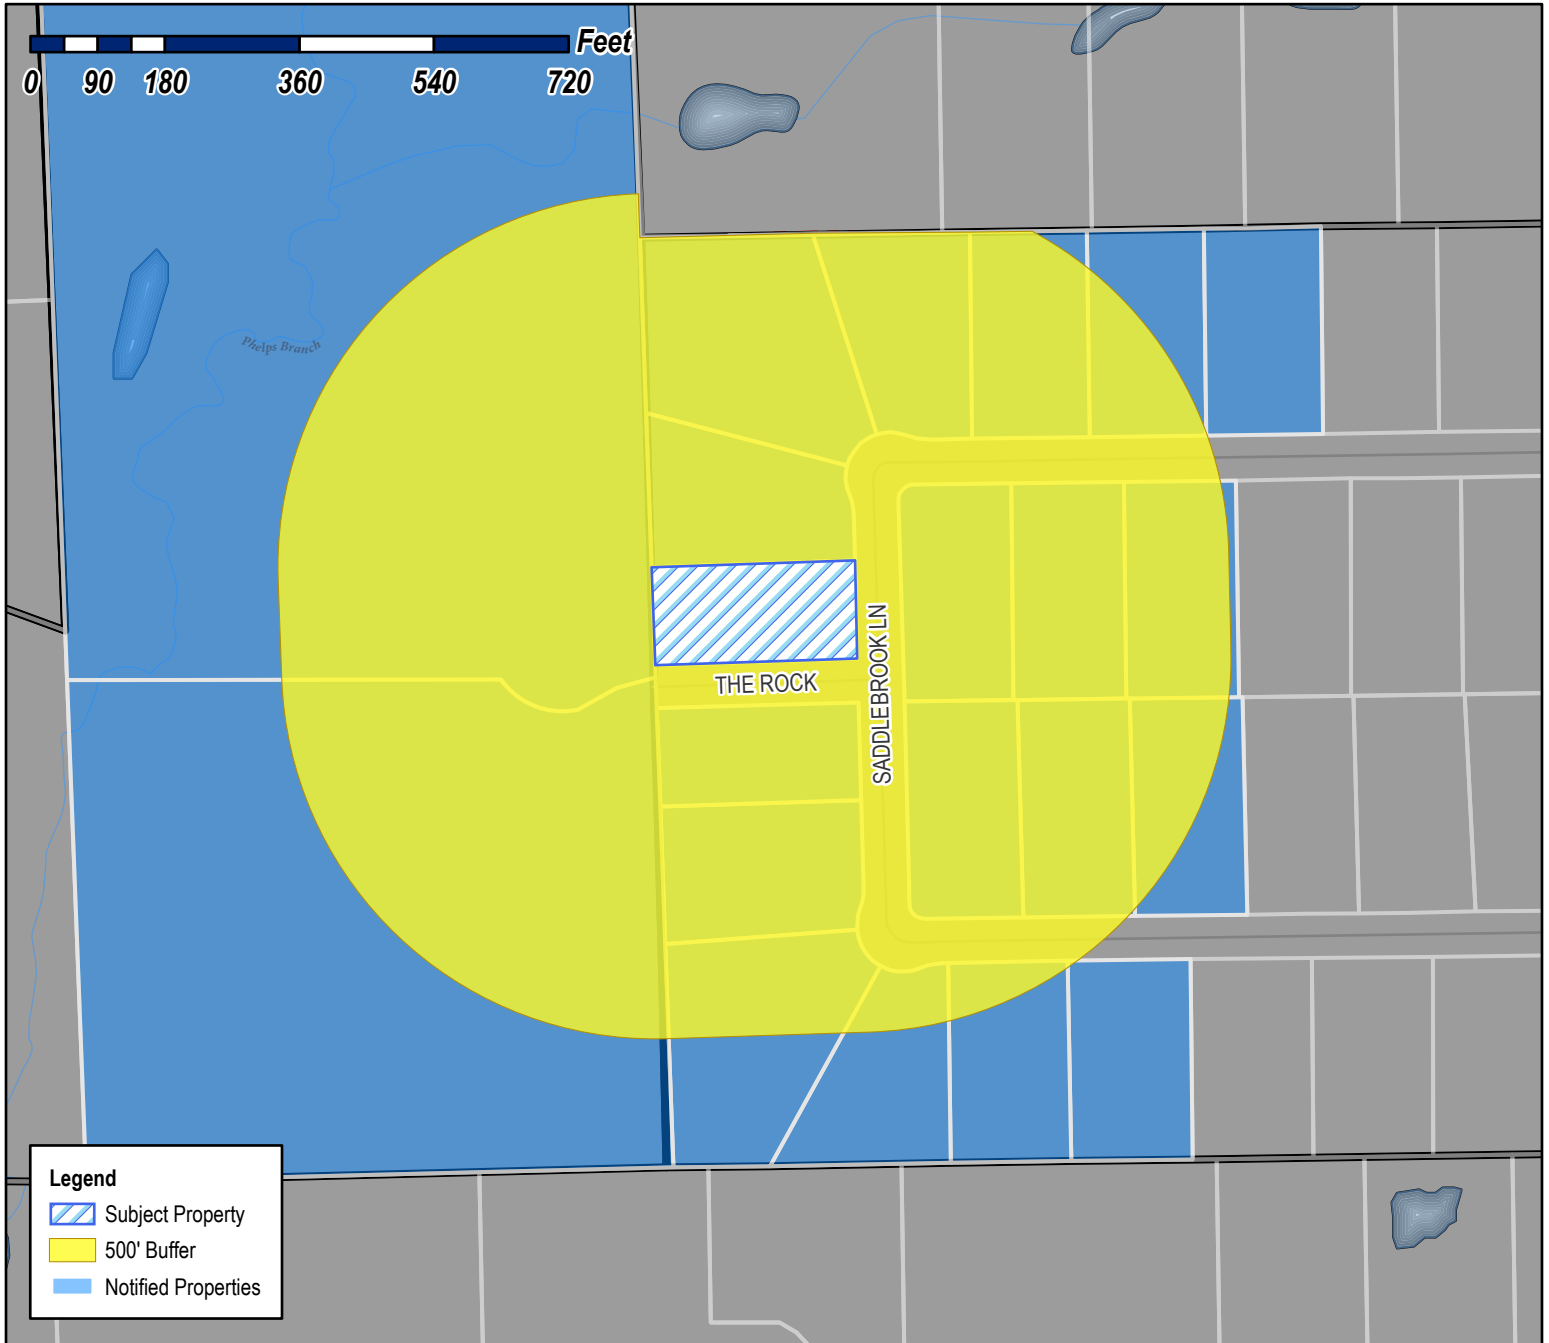 Feet
0 90 180 360 540 720
Phelps Branch
THE ROCK
SADDLEBROOK LN
Legend
Subject Property
500' Buffer
Notified Properties